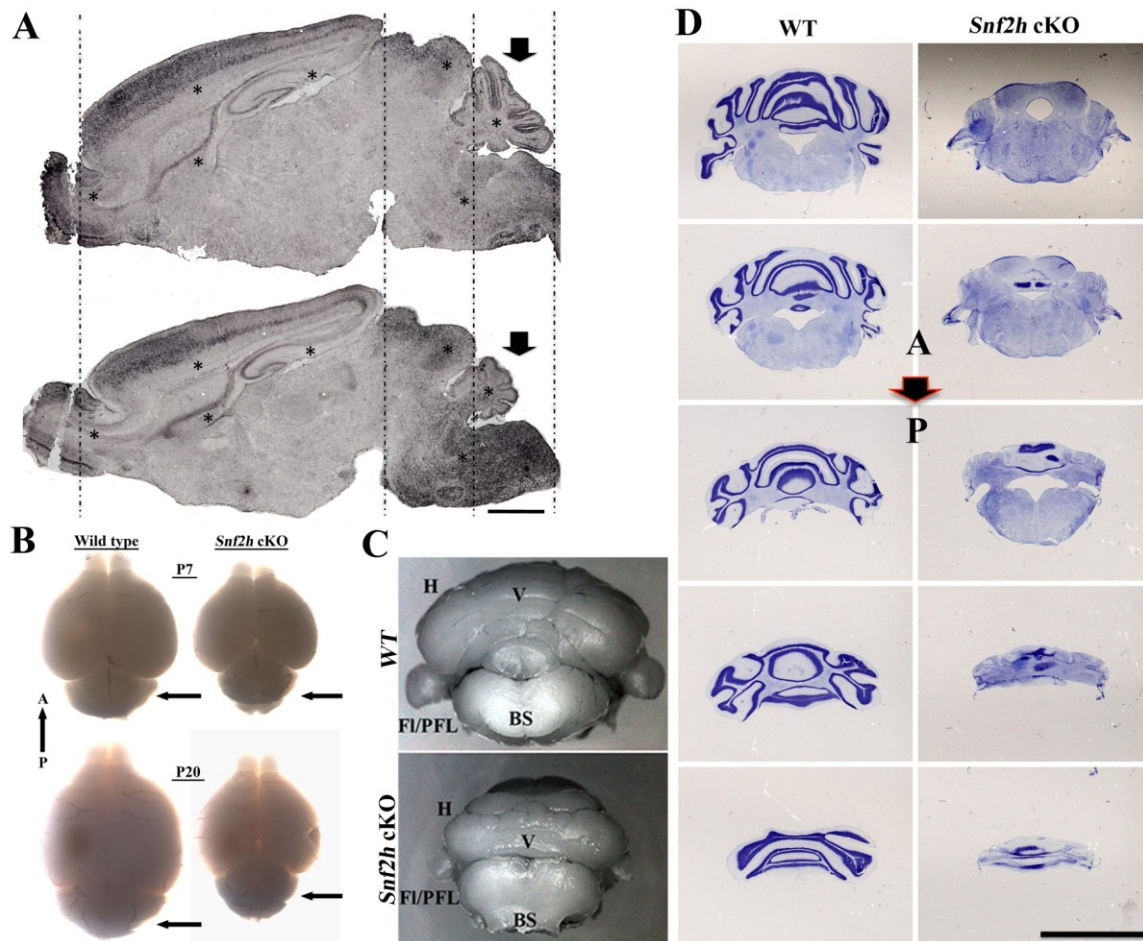 A
* * * * * * *
* * * * * * *
B
Wild type Snf2h cKO
P7
A
P
P20
C
WT
H V
Fl/PFL BS
Snf2h cKO
H V
Fl/PFL BS
D
WT Snf2h cKO
A
P